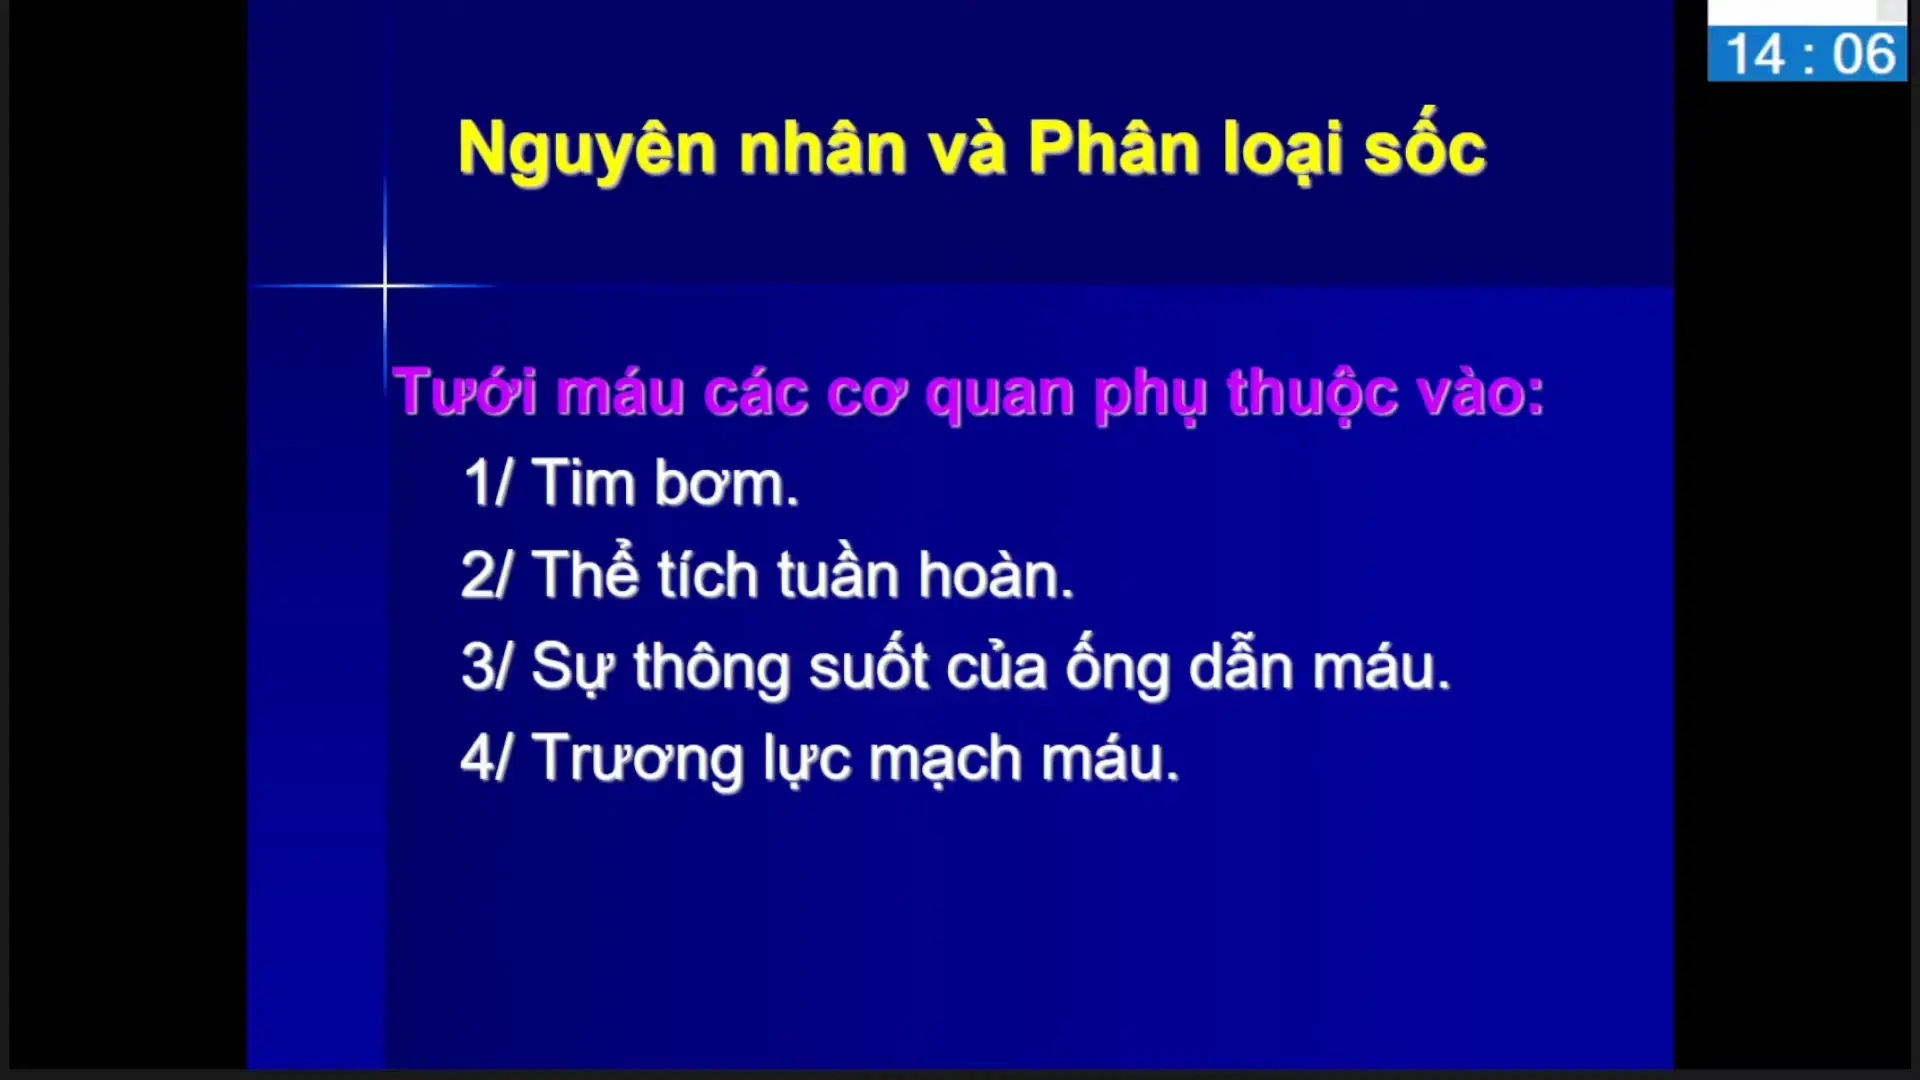 14 : 06
Nguyên nhân và Phân loại sốc
Tưới máu các cơ quan phụ thuộc vào:
1/ Tim bơm.
2/ Thể tích tuần hoàn.
3/ Sự thông suốt của ống dẫn máu.
4/ Trương lực mạch máu.